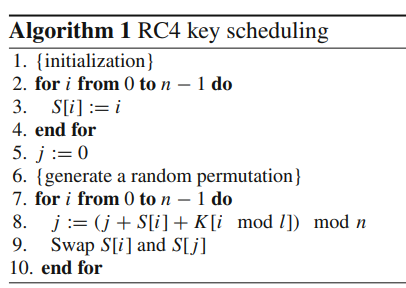 Algorithm 1 RC4 key scheduling
1. {initialization}
2. for i from 0 to n − 1 do
3. S[i] := i
4. end for
5. j := 0
6. {generate a random permutation}
7. for i from 0 to n − 1 do
8. j := (j + S[i] + K[i mod l]) mod n
9. Swap S[i] and S[j]
10. end for